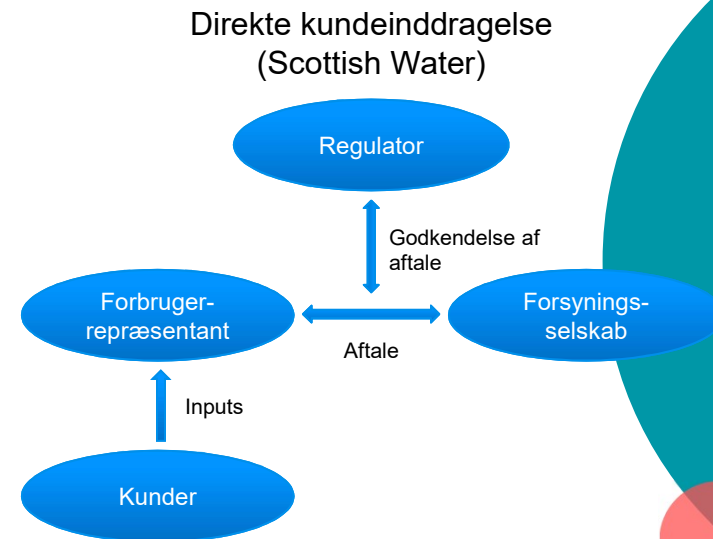 Direkte kundeinddragelse
(Scottish Water)
Regulator
Godkendelse af
aftale
Forbruger-
repræsentant
Forsynings-
selskab
Aftale
Inputs
Kunder